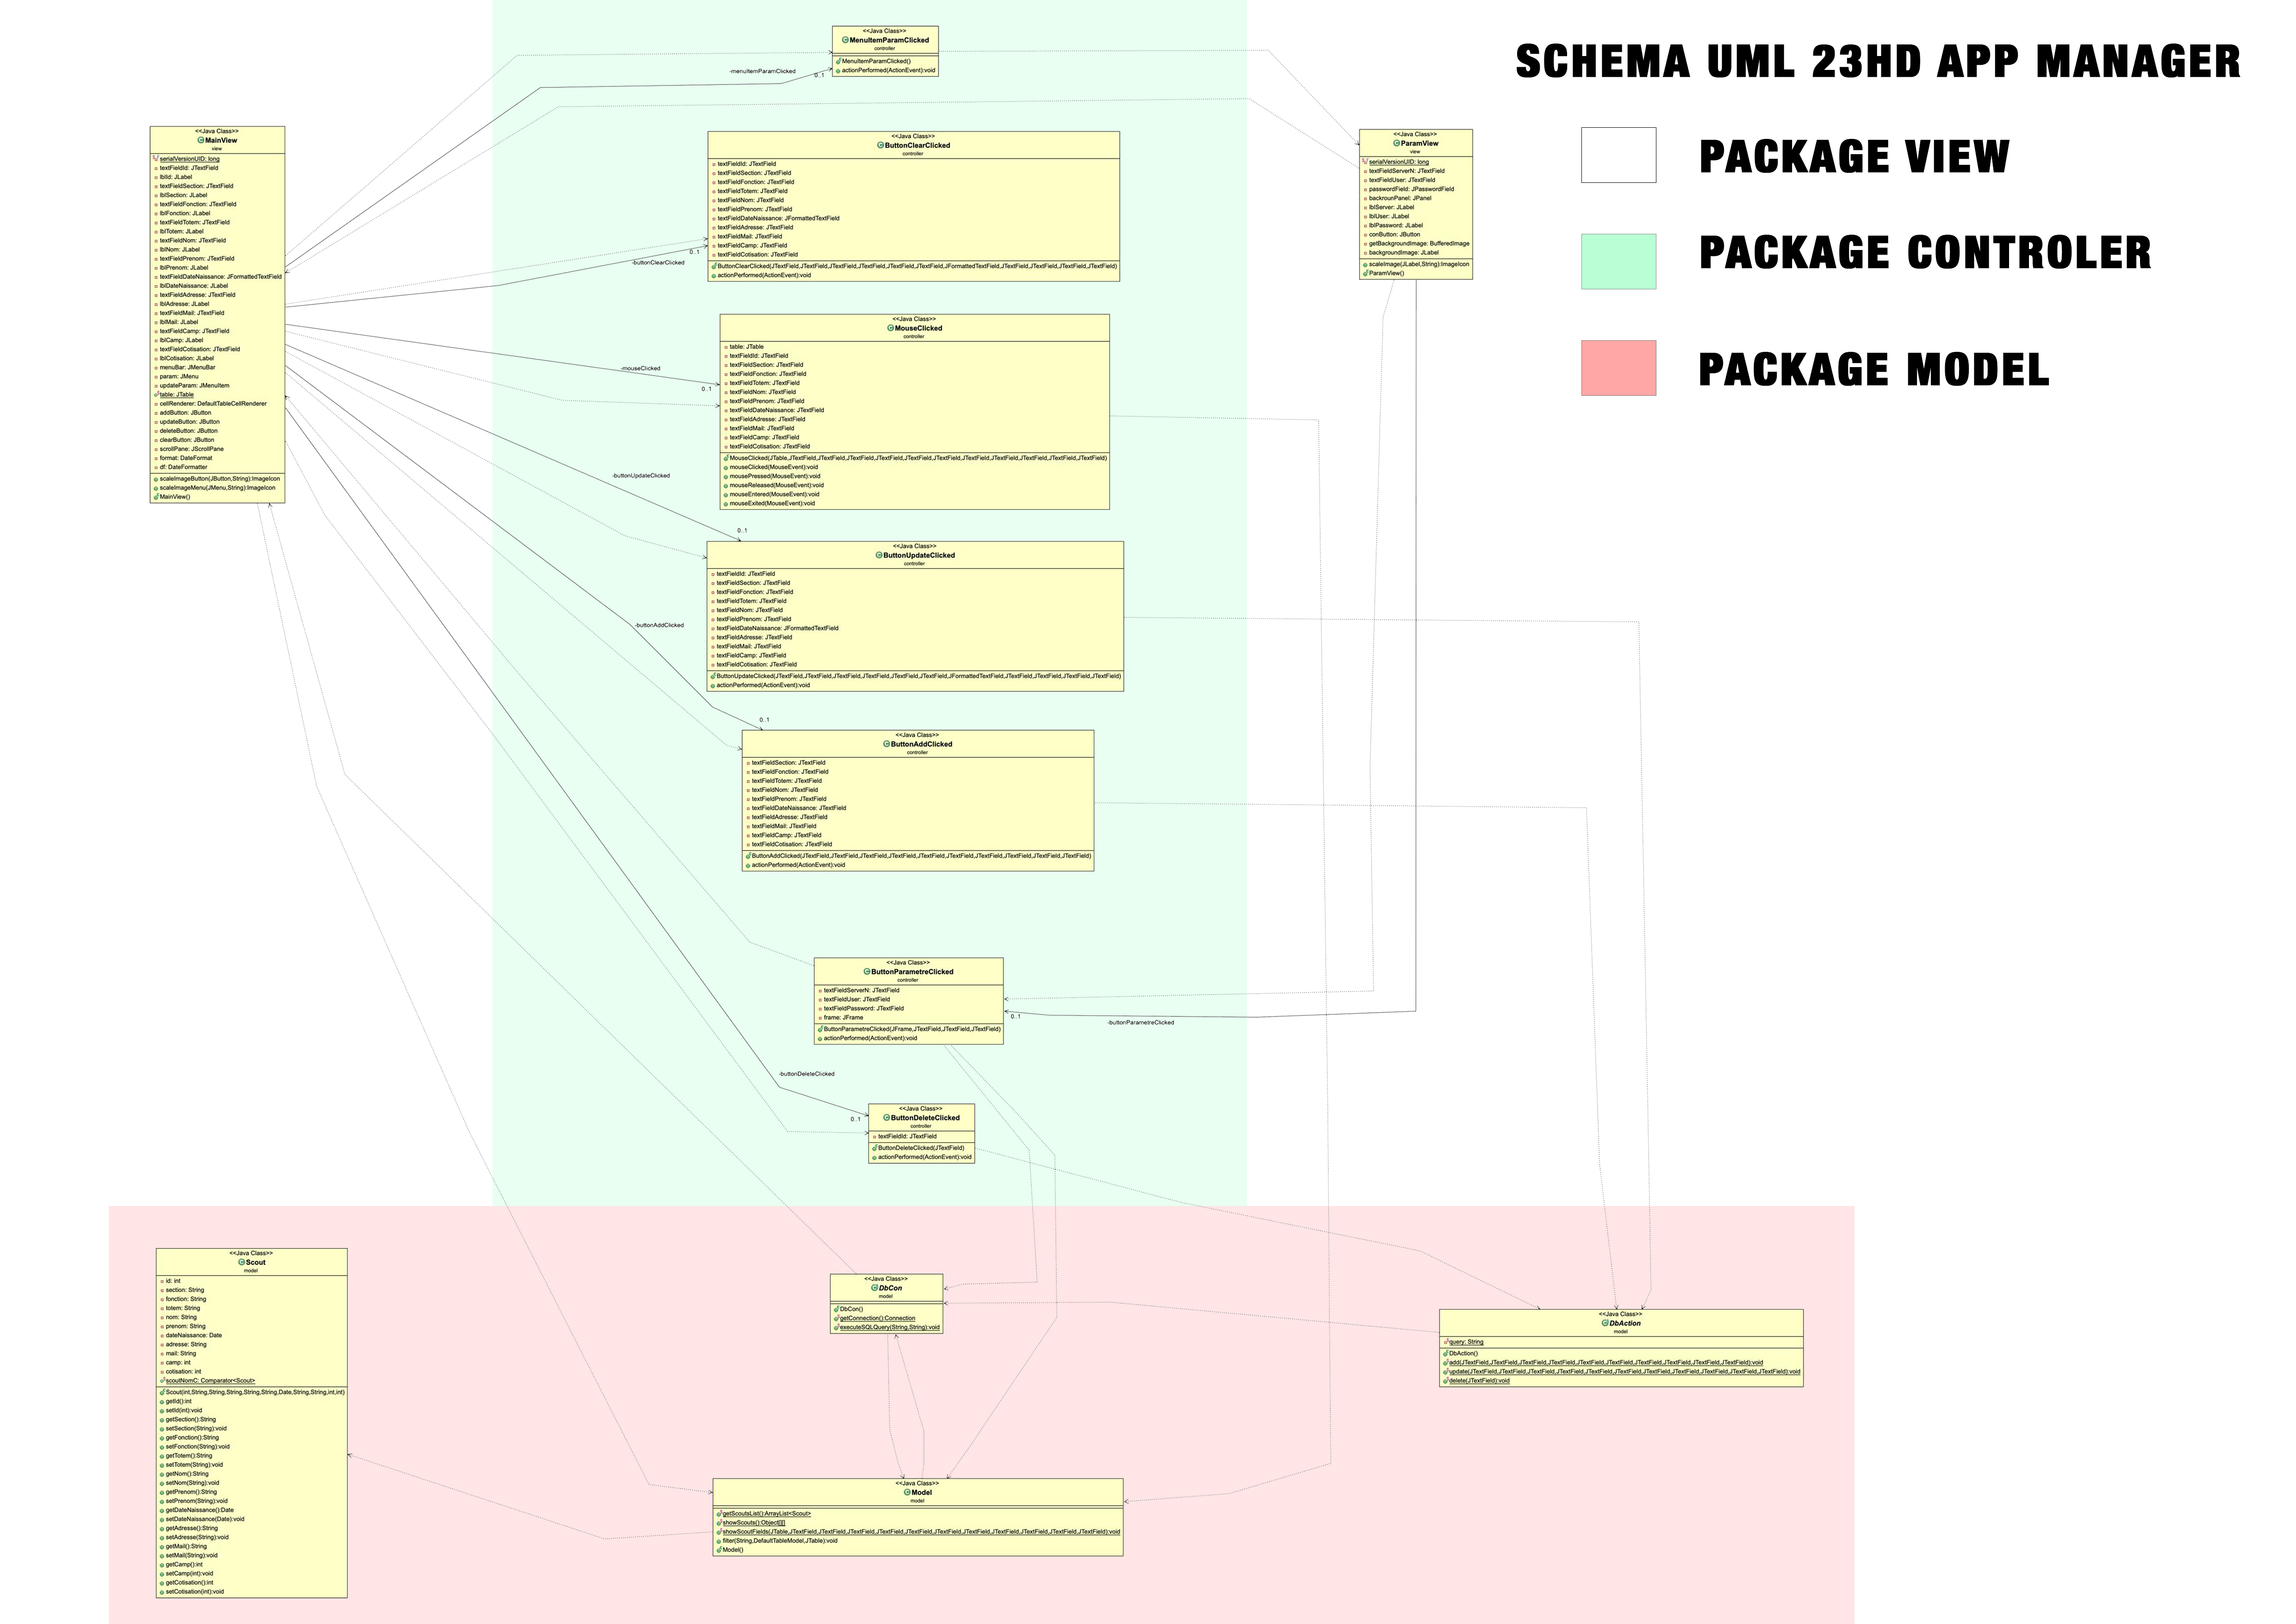 SCHEMA UML 23HD APP MANAGER
PACKAGE VIEW
PACKAGE CONTROLER
PACKAGE MODEL
<<Java Class>>
MenuItemParamClicked
controller
MenuItemParamClicked()
actionPerformed(ActionEvent):void
-menuItemParamClicked
0..1
<<Java Class>>
MainView
view
serialVersionUID: long
textFieldId: JTextField
lblId: JLabel
textFieldSection: JTextField
lblSection: JLabel
textFieldFonction: JTextField
lblFonction: JLabel
textFieldTotem: JTextField
lblTotem: JLabel
textFieldNom: JTextField
lblNom: JLabel
textFieldPrenom: JTextField
lblPrenom: JLabel
textFieldDateNaissance: JFormattedTextField
lblDateNaissance: JLabel
textFieldAdresse: JTextField
lblAdresse: JLabel
textFieldMail: JTextField
lblMail: JLabel
textFieldCamp: JTextField
lblCamp: JLabel
textFieldCotisation: JTextField
lblCotisation: JLabel
menuBar: JMenuBar
param: JMenu
updateParam: JMenuItem
table: JTable
cellRenderer: DefaultTableCellRenderer
addButton: JButton
updateButton: JButton
deleteButton: JButton
clearButton: JButton
scrollPane: JScrollPane
format: DateFormat
df: DateFormatter
scaleImageButton(JButton,String):ImageIcon
scaleImageMenu(JMenu,String):ImageIcon
MainView()
<<Java Class>>
ButtonClearClicked
controller
textFieldId: JTextField
textFieldSection: JTextField
textFieldFonction: JTextField
textFieldTotem: JTextField
textFieldNom: JTextField
textFieldPrenom: JTextField
textFieldDateNaissance: JFormattedTextField
textFieldAdresse: JTextField
textFieldMail: JTextField
textFieldCamp: JTextField
textFieldCotisation: JTextField
ButtonClearClicked(JTextField,JTextField,JTextField,JTextField,JTextField,JTextField,JFormattedTextField,JTextField,JTextField,JTextField,JTextField)
actionPerformed(ActionEvent):void
0..1
-buttonClearClicked
<<Java Class>>
ParamView
view
serialVersionUID: long
textFieldServerN: JTextField
textFieldUser: JTextField
passwordField: JPasswordField
backrounPanel: JPanel
lblServer: JLabel
lblUser: JLabel
lblPassword: JLabel
conButton: JButton
getBackgroundImage: BufferedImage
backgroundImage: JLabel
scaleImage(JLabel,String):ImageIcon
ParamView()
<<Java Class>>
MouseClicked
controller
table: JTable
textFieldId: JTextField
textFieldSection: JTextField
textFieldFonction: JTextField
textFieldTotem: JTextField
textFieldNom: JTextField
textFieldPrenom: JTextField
textFieldDateNaissance: JTextField
textFieldAdresse: JTextField
textFieldMail: JTextField
textFieldCamp: JTextField
textFieldCotisation: JTextField
MouseClicked(JTable,JTextField,JTextField,JTextField,JTextField,JTextField,JTextField,JTextField,JTextField,JTextField,JTextField,JTextField)
mouseClicked(MouseEvent):void
mousePressed(MouseEvent):void
mouseReleased(MouseEvent):void
mouseEntered(MouseEvent):void
mouseExited(MouseEvent):void
-mouseClicked
0..1
-buttonUpdateClicked
0..1
<<Java Class>>
ButtonUpdateClicked
controller
textFieldId: JTextField
textFieldSection: JTextField
textFieldFonction: JTextField
textFieldTotem: JTextField
textFieldNom: JTextField
textFieldPrenom: JTextField
textFieldDateNaissance: JFormattedTextField
textFieldAdresse: JTextField
textFieldMail: JTextField
textFieldCamp: JTextField
textFieldCotisation: JTextField
ButtonUpdateClicked(JTextField,JTextField,JTextField,JTextField,JTextField,JTextField,JFormattedTextField,JTextField,JTextField,JTextField,JTextField)
actionPerformed(ActionEvent):void
-buttonAddClicked
0..1
<<Java Class>>
ButtonAddClicked
controller
textFieldSection: JTextField
textFieldFonction: JTextField
textFieldTotem: JTextField
textFieldNom: JTextField
textFieldPrenom: JTextField
textFieldDateNaissance: JTextField
textFieldAdresse: JTextField
textFieldMail: JTextField
textFieldCamp: JTextField
textFieldCotisation: JTextField
ButtonAddClicked(JTextField,JTextField,JTextField,JTextField,JTextField,JTextField,JTextField,JTextField,JTextField,JTextField)
actionPerformed(ActionEvent):void
<<Java Class>>
ButtonParametreClicked
controller
textFieldServerN: JTextField
textFieldUser: JTextField
textFieldPassword: JTextField
frame: JFrame
ButtonParametreClicked(JFrame,JTextField,JTextField,JTextField)
actionPerformed(ActionEvent):void
0..1
-buttonParametreClicked
-buttonDeleteClicked
0..1
<<Java Class>>
ButtonDeleteClicked
controller
textFieldId: JTextField
ButtonDeleteClicked(JTextField)
actionPerformed(ActionEvent):void
<<Java Class>>
Scout
model
id: int
section: String
fonction: String
totem: String
nom: String
prenom: String
dateNaissance: Date
adresse: String
mail: String
camp: int
cotisation: int
scoutNomC: Comparator<Scout>
Scout(int,String,String,String,String,String,Date,String,String,int,int)
getId():int
setId(int):void
getSection():String
setSection(String):void
getFonction():String
setFonction(String):void
getTotem():String
setTotem(String):void
getNom():String
setNom(String):void
getPrenom():String
setPrenom(String):void
getDateNaissance():Date
setDateNaissance(Date):void
getAdresse():String
setAdresse(String):void
getMail():String
setMail(String):void
getCamp():int
setCamp(int):void
getCotisation():int
setCotisation(int):void
<<Java Class>>
DbCon
model
DbCon()
getConnection():Connection
executeSQLQuery(String,String):void
<<Java Class>>
DbAction
model
query: String
DbAction()
add(JTextField,JTextField,JTextField,JTextField,JTextField,JTextField,JTextField,JTextField,JTextField,JTextField):void
update(JTextField,JTextField,JTextField,JTextField,JTextField,JTextField,JTextField,JTextField,JTextField,JTextField,JTextField):void
delete(JTextField):void
<<Java Class>>
Model
model
getScoutsList():ArrayList<Scout>
showScouts():Object[][]
showScoutFields(JTable,JTextField,JTextField,JTextField,JTextField,JTextField,JTextField,JTextField,JTextField,JTextField,JTextField,JTextField):void
filter(String,DefaultTableModel,JTable):void
Model()